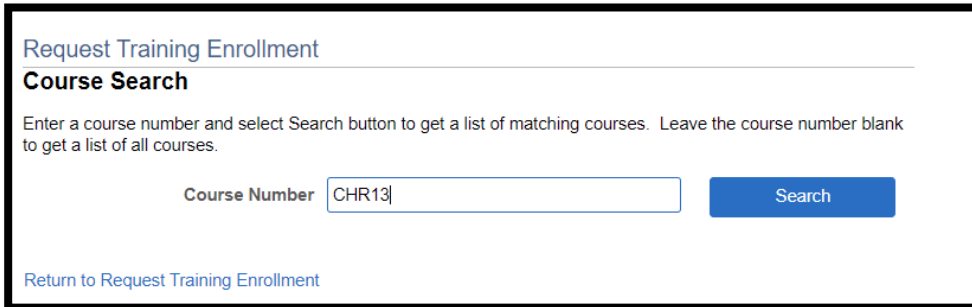 Request Training Enrollment
Course Search
Enter a course number and select Search button to get a list of matching courses.  Leave the course number blank
to get a list of all courses.
Course Number CHR13 Search
Return to Request Training Enrollment